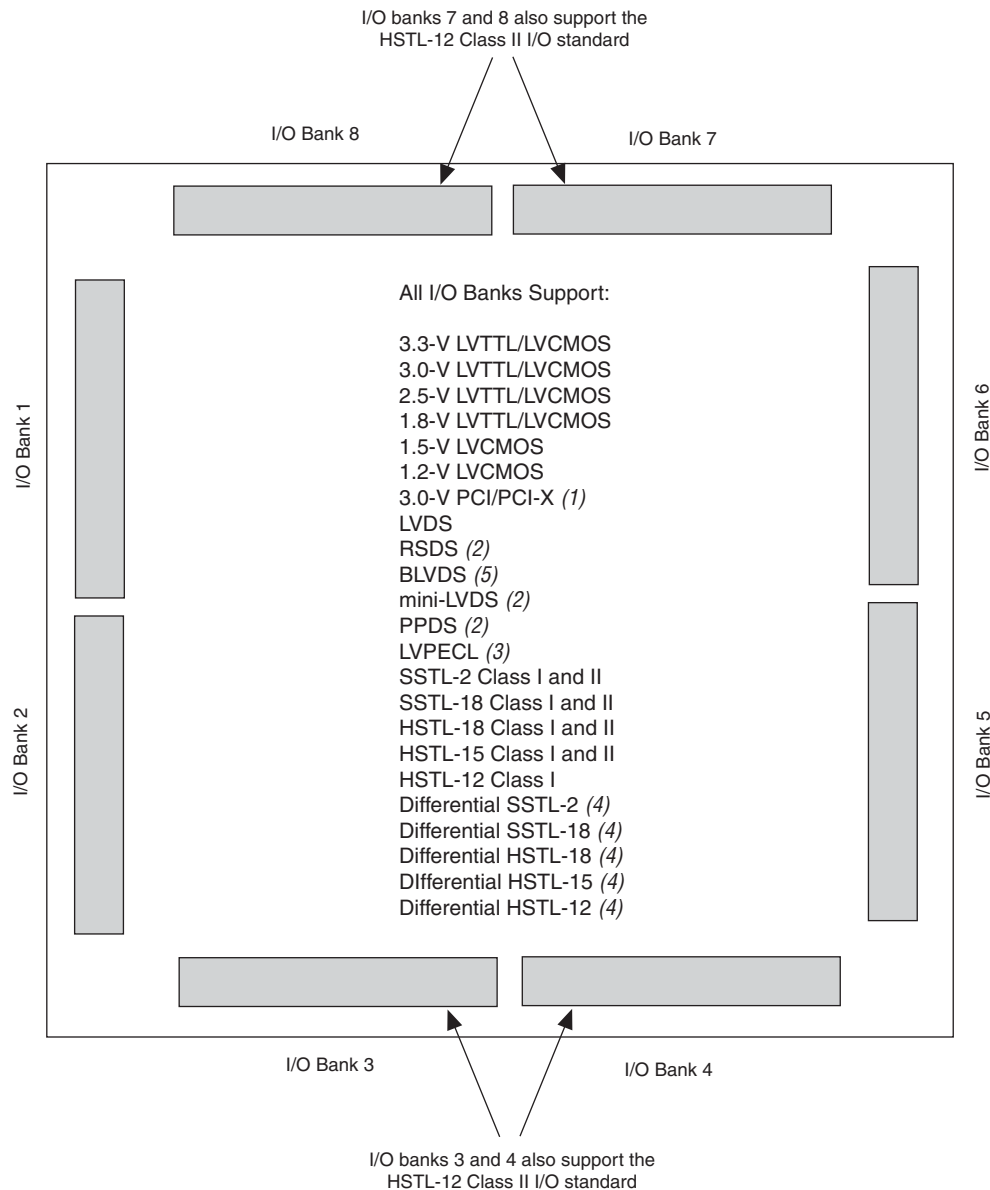 I/O banks 7 and 8 also support the
HSTL-12 Class II I/O standard
I/O Bank 8
I/O Bank 7
All I/O Banks Support:
3.3-V LVTTL/LVCMOS
3.0-V LVTTL/LVCMOS
2.5-V LVTTL/LVCMOS
1.8-V LVTTL/LVCMOS
1.5-V LVCMOS
1.2-V LVCMOS
3.0-V PCI/PCI-X (1)
LVDS
RSDS (2)
BLVDS (5)
mini-LVDS (2)
PPDS (2)
LVPECL (3)
SSTL-2 Class I and II
SSTL-18 Class I and II
HSTL-18 Class I and II
HSTL-15 Class I and II
HSTL-12 Class I
Differential SSTL-2 (4)
Differential SSTL-18 (4)
Differential HSTL-18 (4)
DIfferential HSTL-15 (4)
Differential HSTL-12 (4)
I/O Bank 1
I/O Bank 2
I/O Bank 6
I/O Bank 5
I/O Bank 3
I/O Bank 4
I/O banks 3 and 4 also support the
HSTL-12 Class II I/O standard